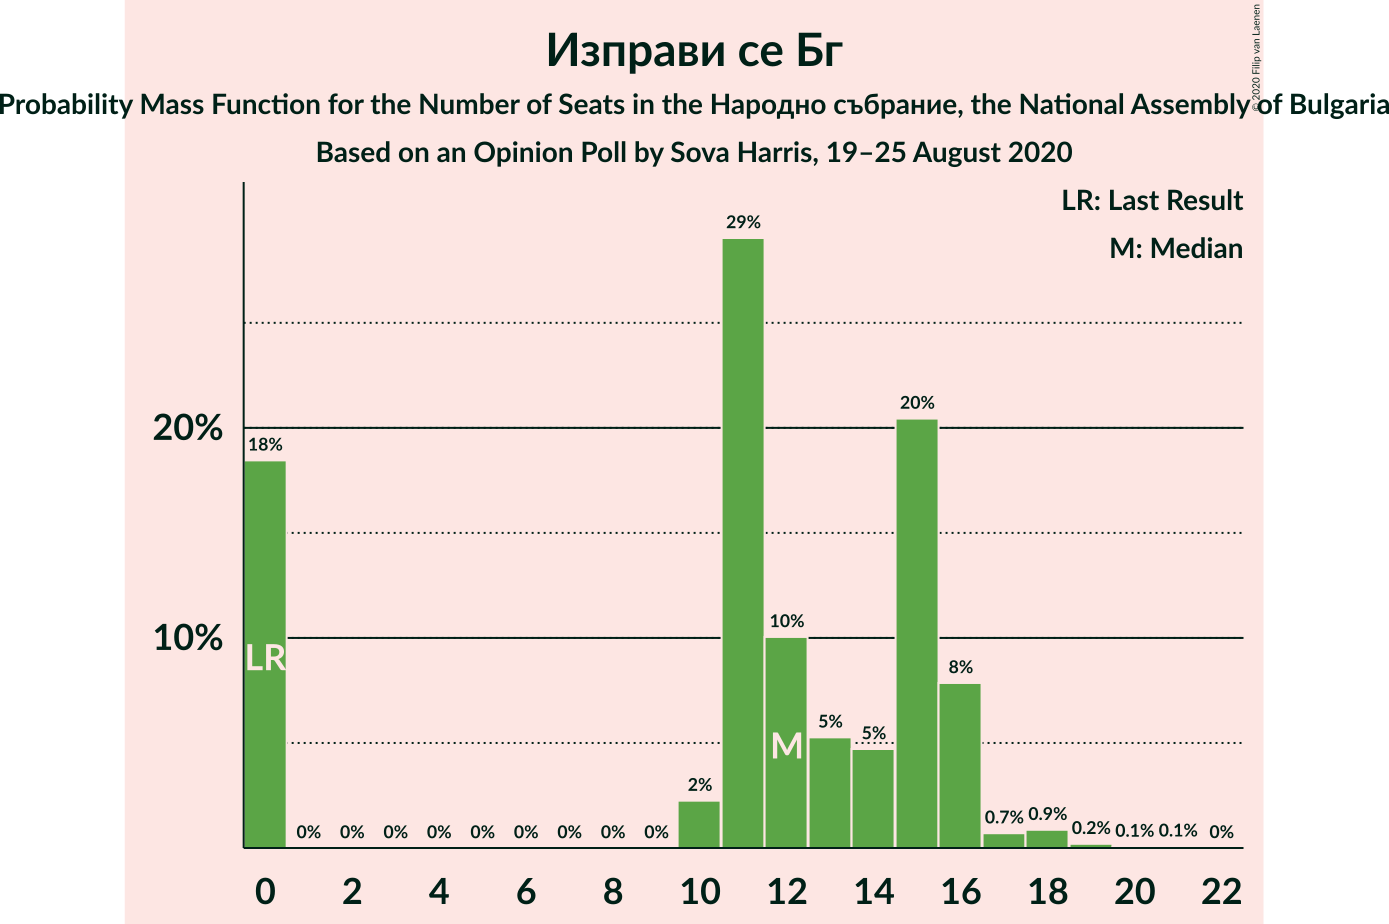 Изправи се Бг
Probability Mass Function for the Number of Seats in the Народно събрание, the National Assembly of Bulgaria
Based on an Opinion Poll by Sova Harris, 19–25 August 2020
© 2020 Filip van Laenen
LR: Last Result
M: Median
29%
20%
20%
18%
10%
10%
8%
5%
5%
2%
0.7% 0.9% 0.2% 0.1% 0.1% 0%
0% 0% 0% 0% 0% 0% 0% 0% 0%
LR
M
0 2 4 6 8 10 12 14 16 18 20 22